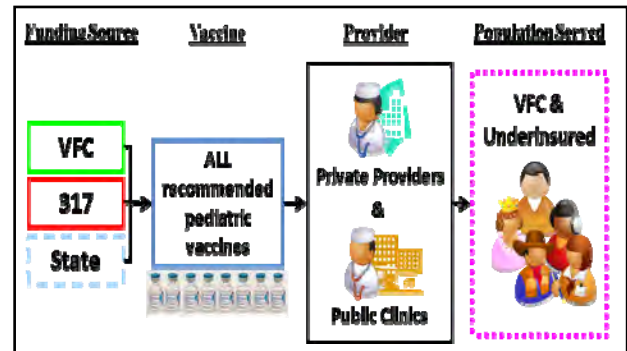 Funding Source Vaccine Provider Population Served
VFC
317
State
ALL
recommended
pediatric
vaccines
Private Providers
&
Public Clinics
VFC &
Underinsured